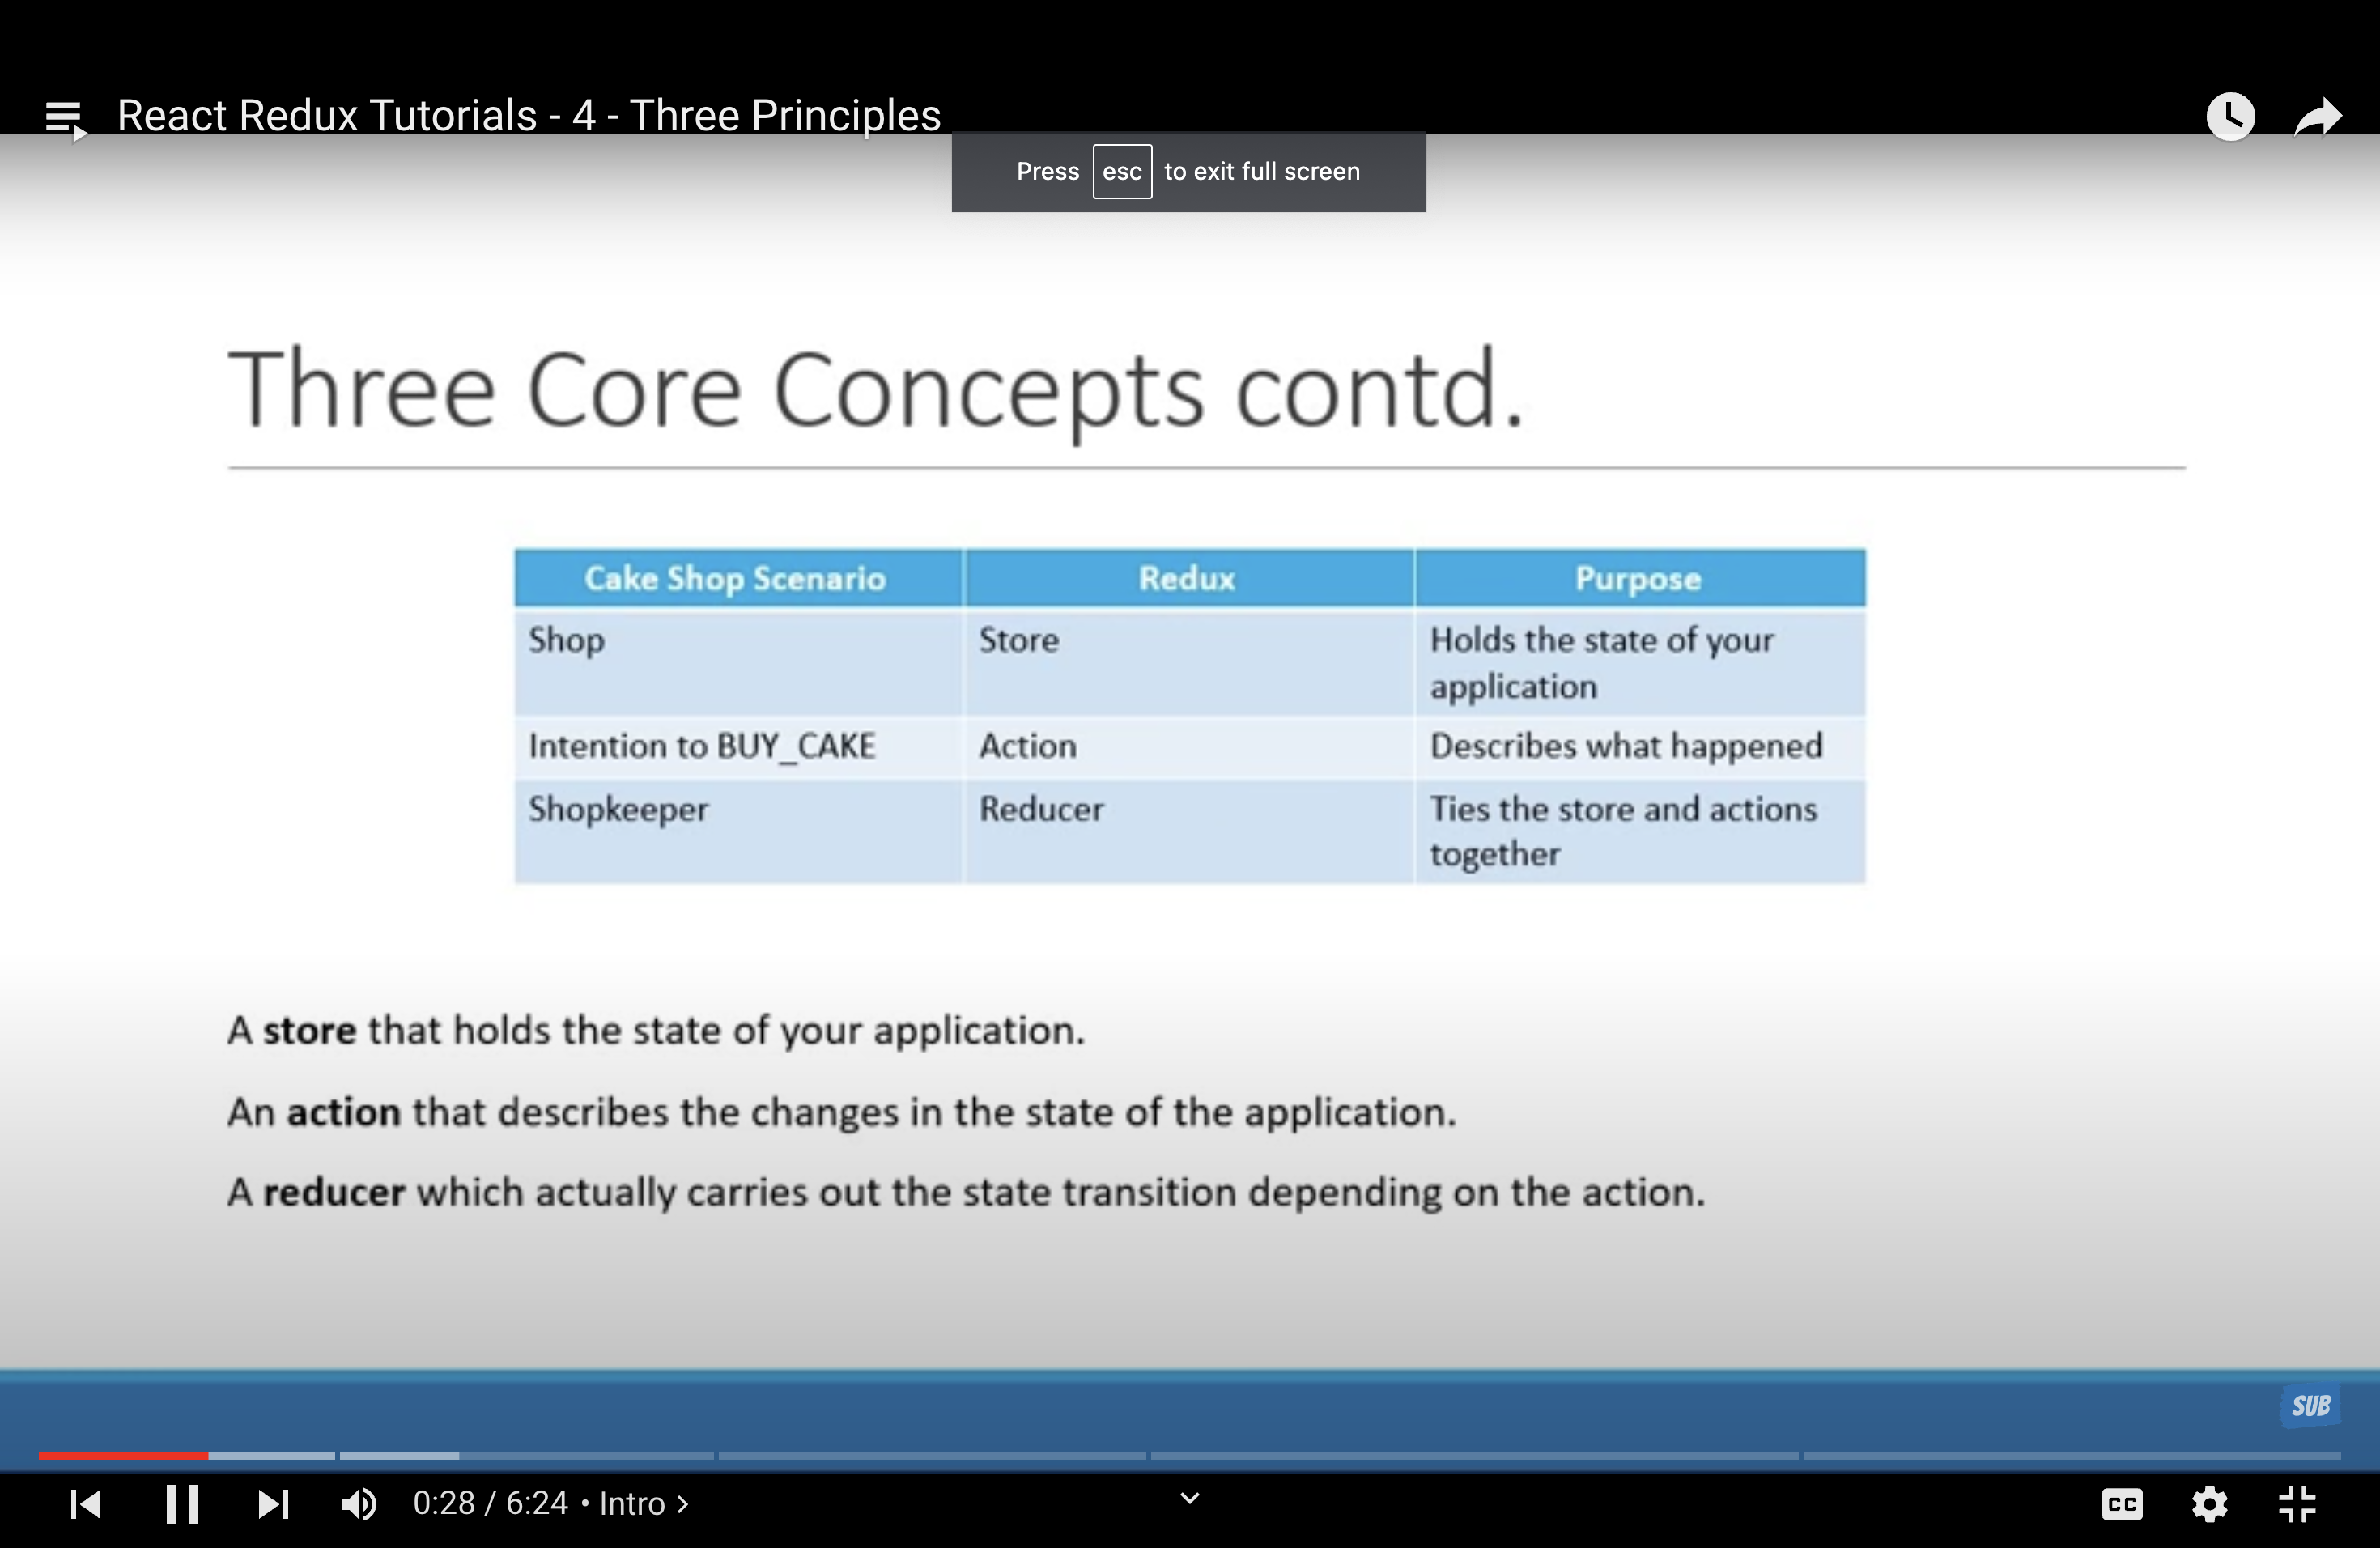 React Redux Tutorials - 4 - Three Principles
Press esc to exit full screen
Three Core Concepts contd.
Cake Shop Scenario Redux Purpose
Shop Store Holds the state of your
application
Intention to BUY_CAKE Action Describes what happened
Shopkeeper Reducer Ties the store and actions
together
A store that holds the state of your application.
An action that describes the changes in the state of the application.
A reducer which actually carries out the state transition depending on the action.
SUB
0:28 / 6:24 • Intro >
CC